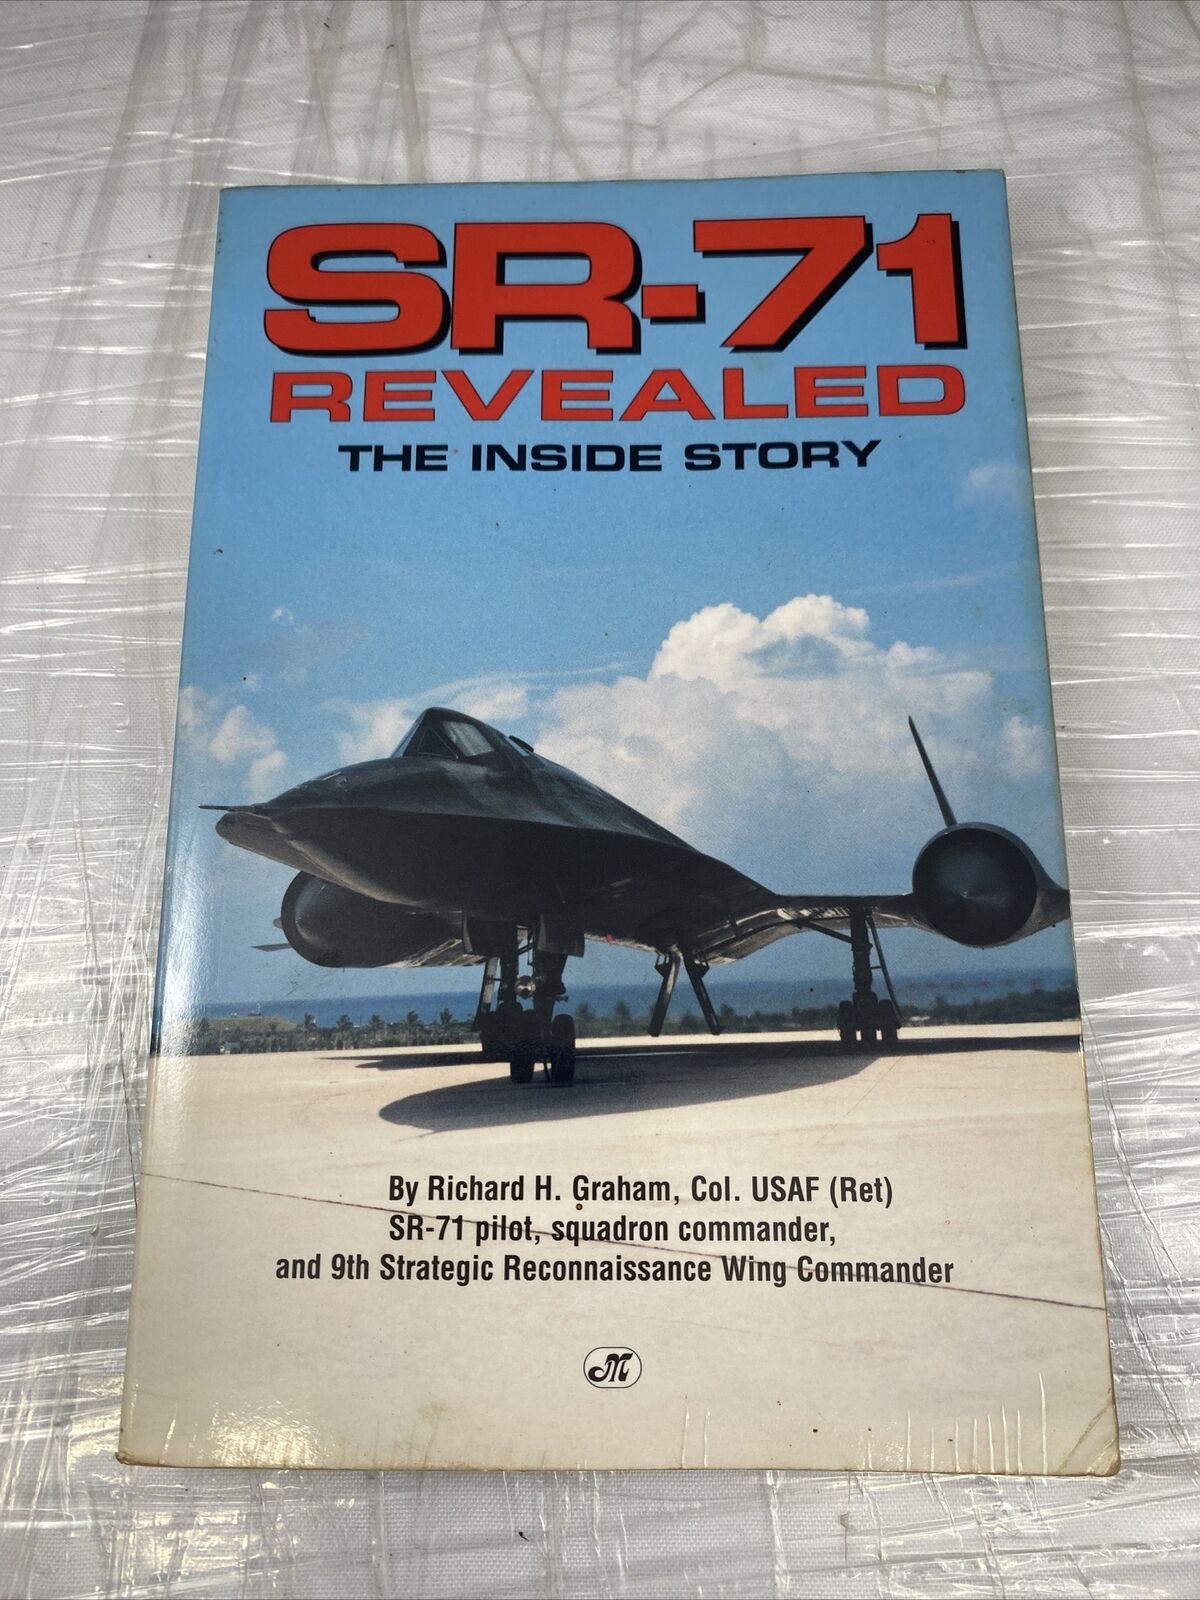 SR-71
REVEALED
THE INSIDE STORY
By Richard H. Graham, Col. USAF (Ret)
SR-71 pilot, squadron commander,
and 9th Strategic Reconnaissance Wing Commander
M